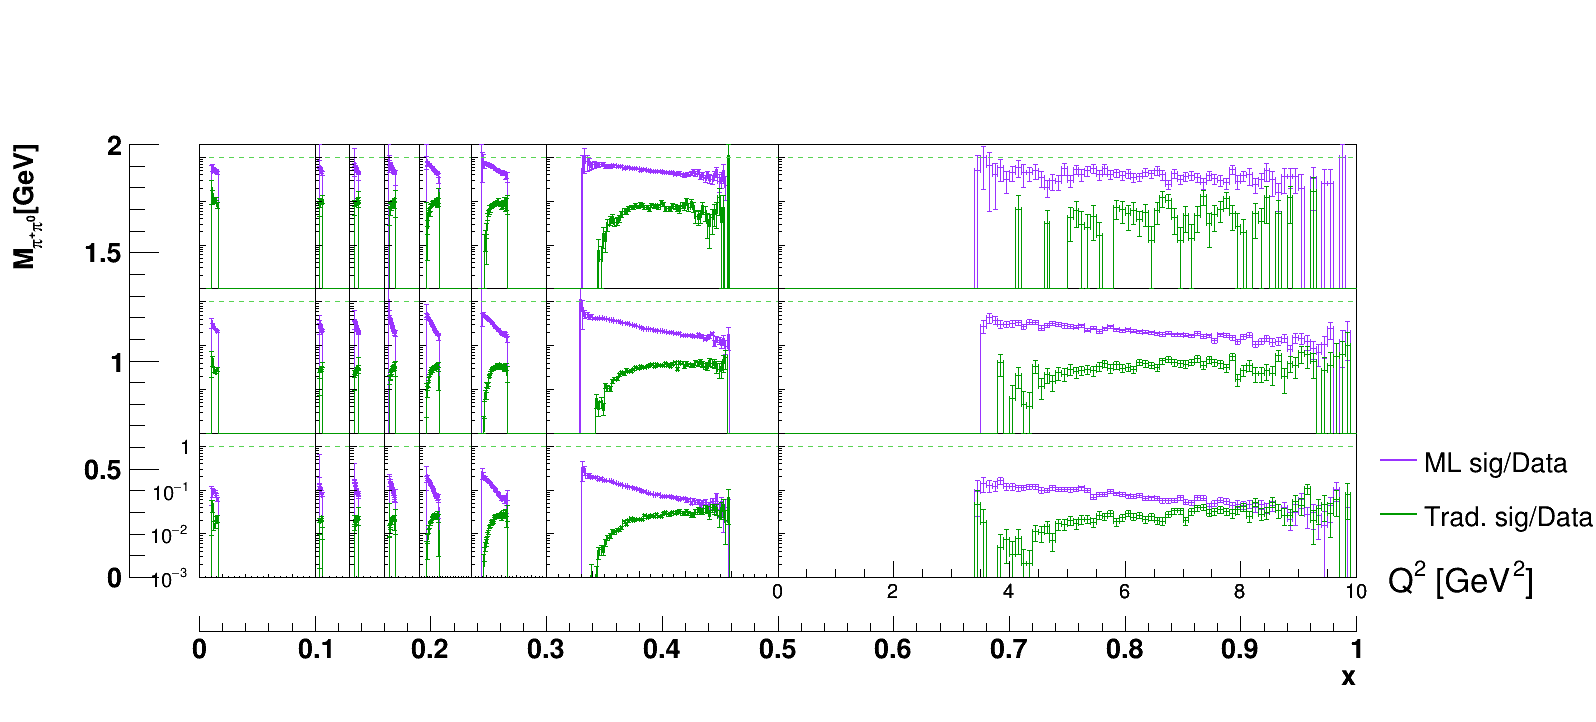 M_{π⁺π⁰}[GeV]
2
1.5
1
0.5
0
1
10⁻¹
10⁻²
10⁻³
0 2 4 6 8 10
0 0.1 0.2 0.3 0.4 0.5 0.6 0.7 0.8 0.9 1
x
ML sig/Data
Trad. sig/Data
Q² [GeV²]